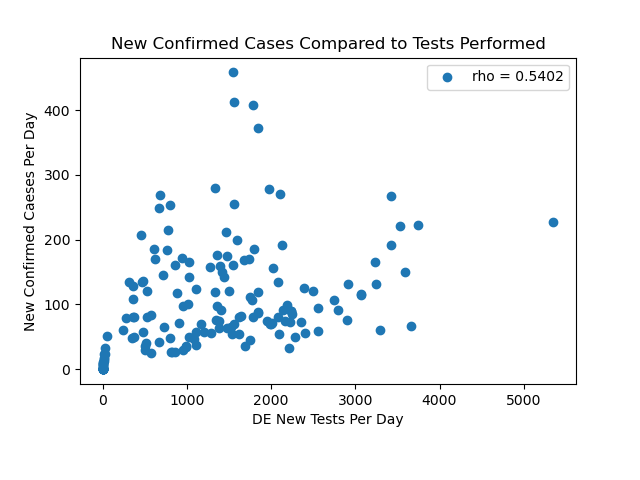 New Confirmed Cases Compared to Tests Performed
rho = 0.5402
New Confirmed Caeses Per Day
400
300
200
100
0
0 1000 2000 3000 4000 5000
DE New Tests Per Day